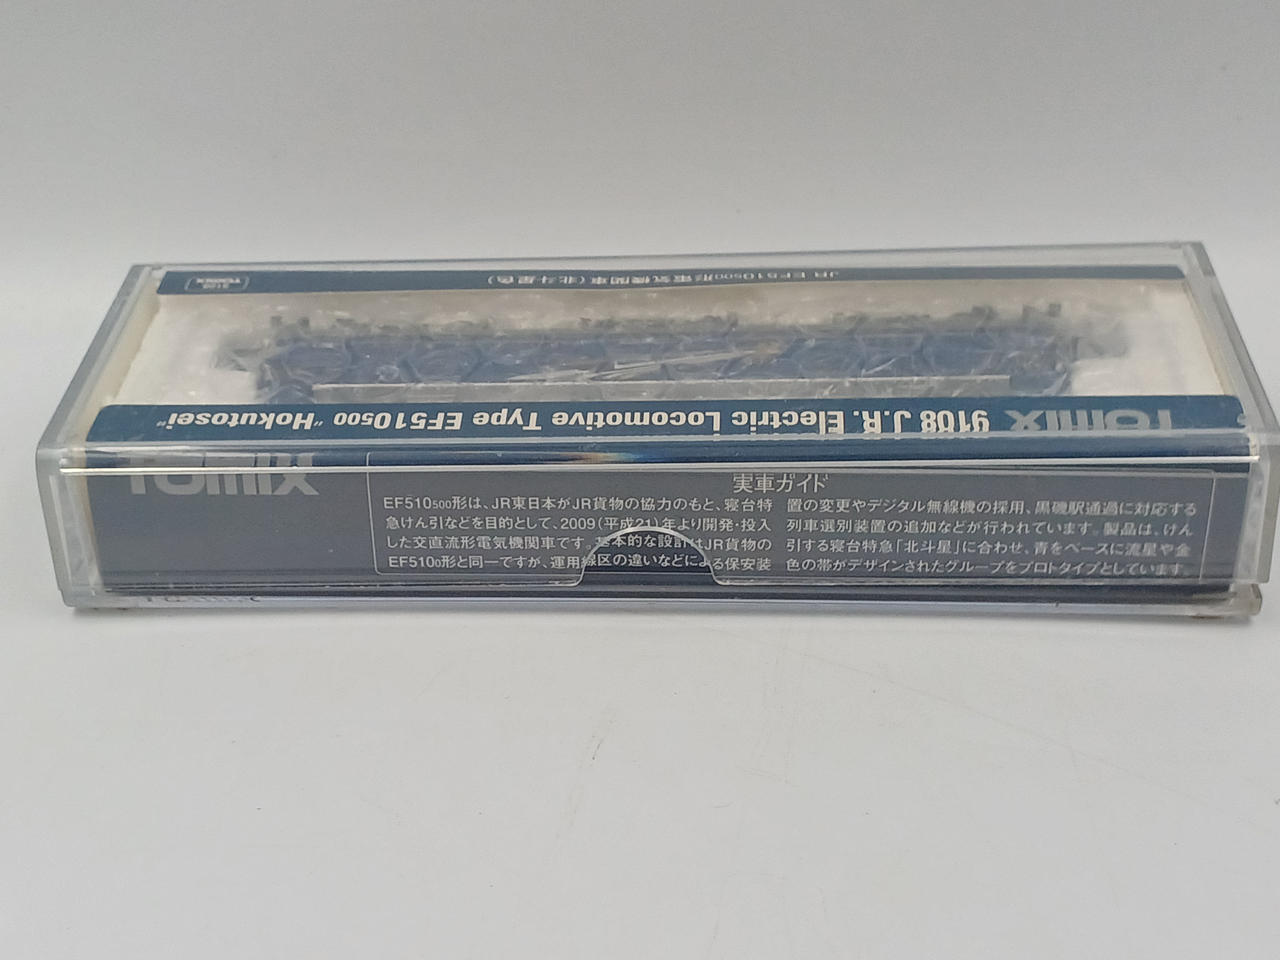 JR EF510500形電気機関車(北斗星色)
9108
TOMIX
TOMIX 9108 J.R. Electric Locomotive Type EF510500 "Hokutosei"
TOMIX
実車ガイド
EF510500形は、JR東日本がJR貨物の協力のもと、寝台特
急けん引などを目的として、2009(平成21)年より開発・投入
した交直流形電気機関車です。基本的な設計はJR貨物の
EF5100形と同一ですが、運用線区の違いなどによる保安装
置の変更やデジタル無線機の採用、黒磯駅通過に対応する
列車選別装置の追加などが行われています。製品は、けん
引する寝台特急「北斗星」に合わせ、青をベースに流星や金
色の帯がデザインされたグループをプロトタイプとしています。